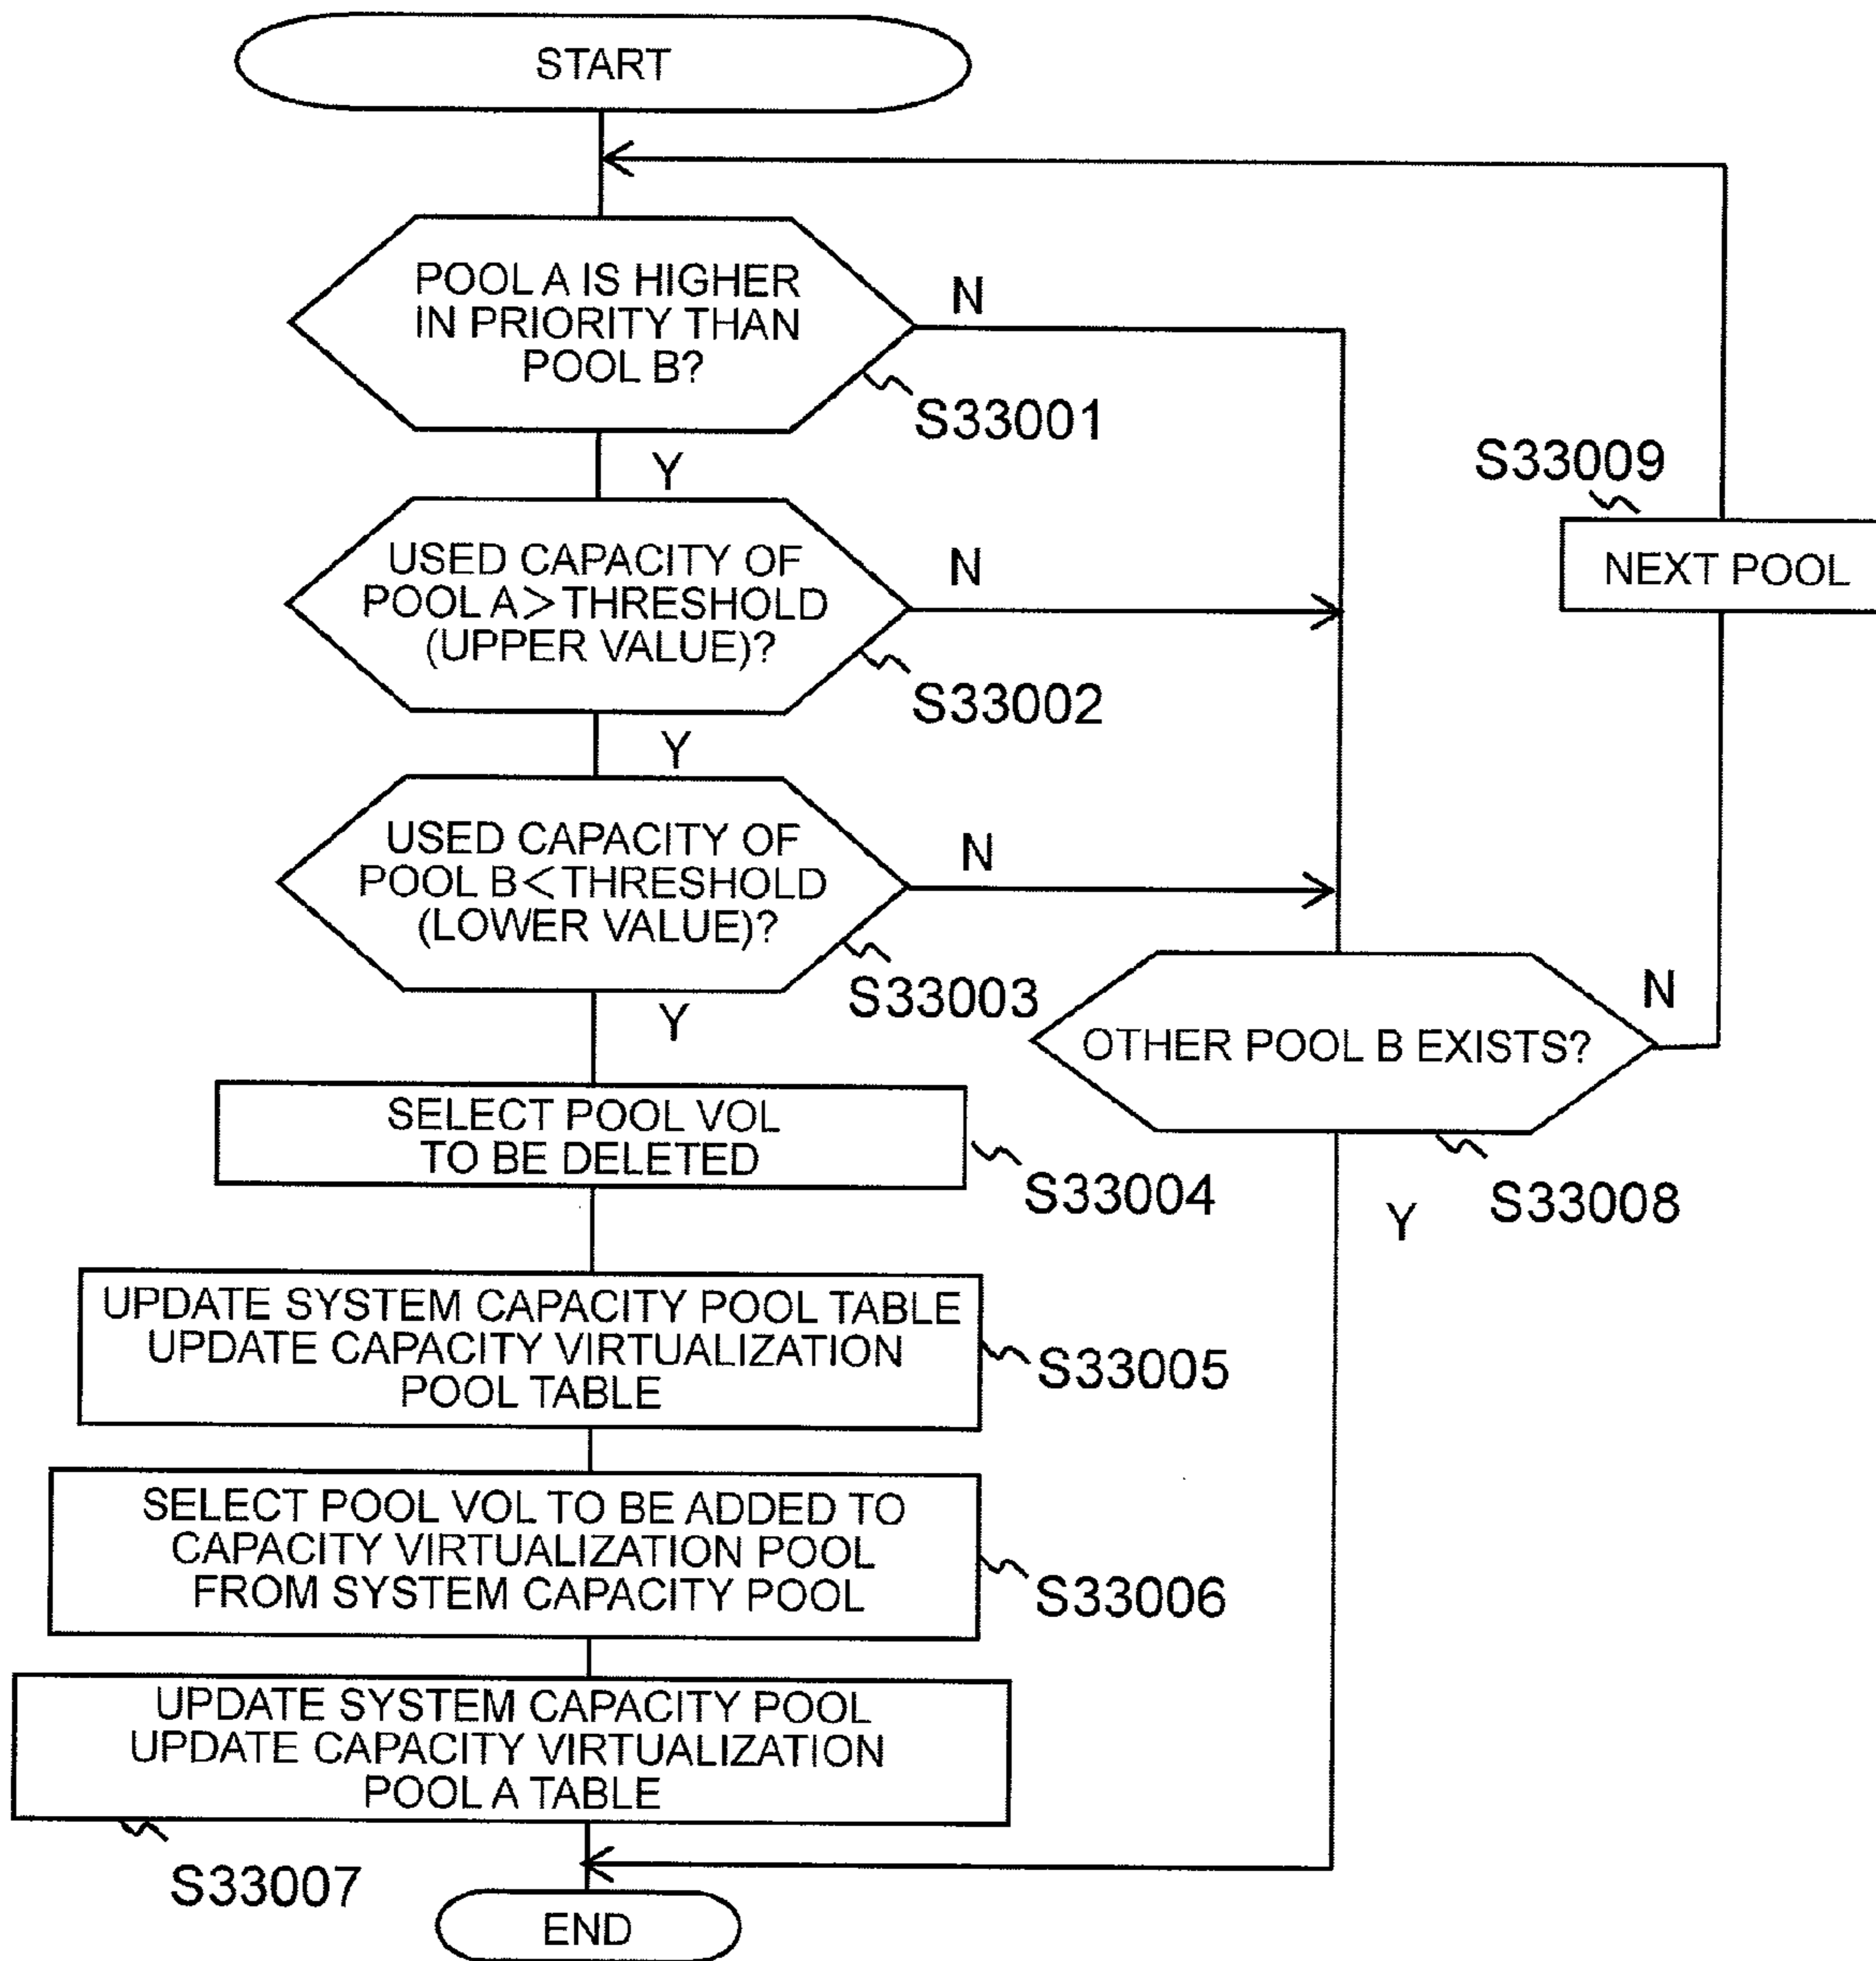 START
POOL A IS HIGHER
IN PRIORITY THAN
POOL B?
N
S33001
Y
S33009
NEXT POOL
USED CAPACITY OF
POOL A>THRESHOLD
(UPPER VALUE)?
N
S33002
Y
USED CAPACITY OF
POOL B<THRESHOLD
(LOWER VALUE)?
N
S33003
Y
OTHER POOL B EXISTS?
N
S33008
Y
SELECT POOL VOL
TO BE DELETED
S33004
UPDATE SYSTEM CAPACITY POOL TABLE
UPDATE CAPACITY VIRTUALIZATION
POOL TABLE
S33005
SELECT POOL VOL TO BE ADDED TO
CAPACITY VIRTUALIZATION POOL
FROM SYSTEM CAPACITY POOL
S33006
UPDATE SYSTEM CAPACITY POOL
UPDATE CAPACITY VIRTUALIZATION
POOL A TABLE
S33007
END